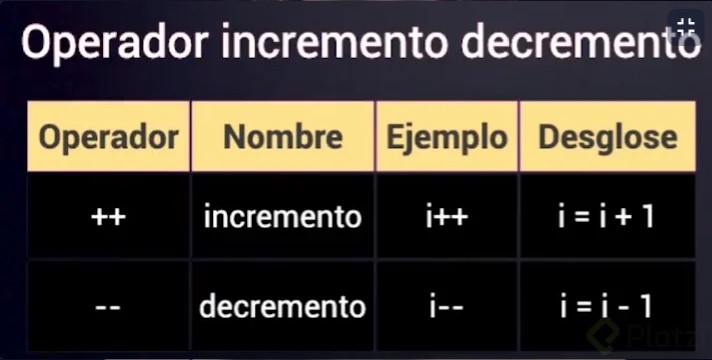 Operador incremento decremento
Operador Nombre Ejemplo Desglose
++ incremento i++ i = i + 1
-- decremento i-- i = i - 1
Platzi